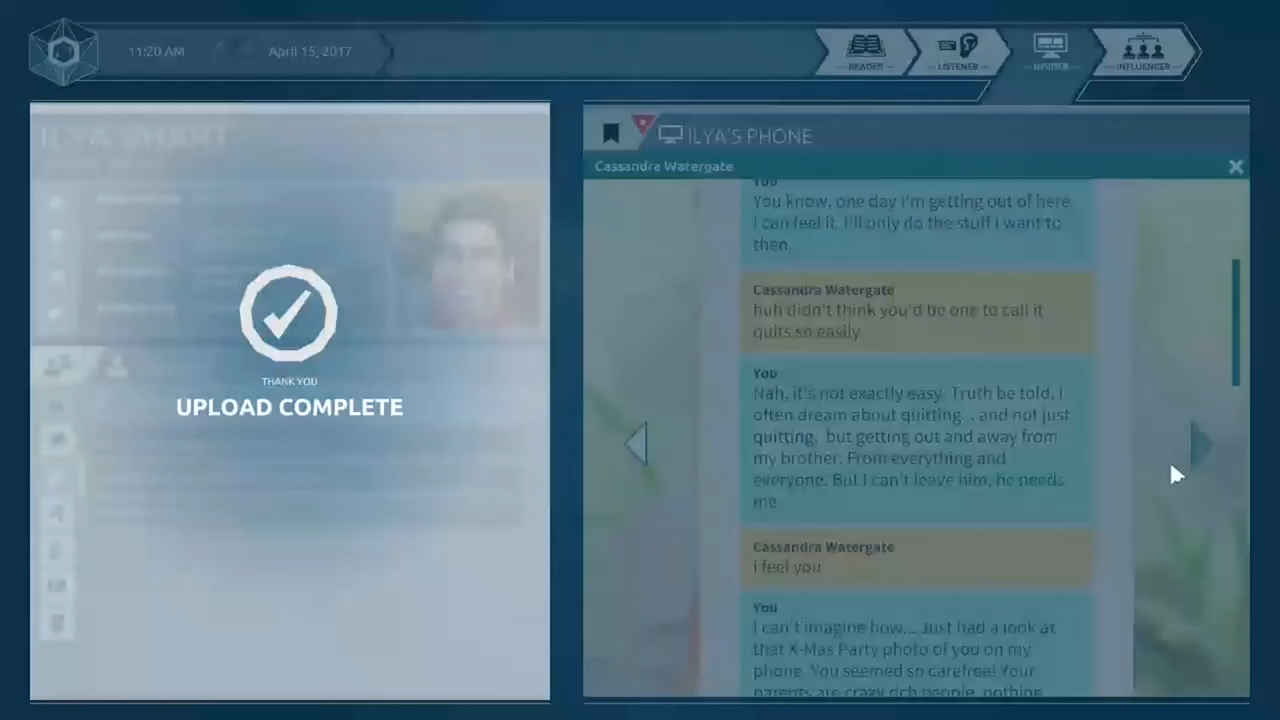 11:20 AM
April 15, 2017
READER
LISTENER
INSIDER
INFLUENCER
THANK YOU
UPLOAD COMPLETE
ILYA'S PHONE
Cassandra Watergate
You
You know, one day I'm getting out of here.
I can feel it. I'll only do the stuff I want to
then.
Cassandra Watergate
huh didn't think you'd be one to call it
quits so easily
You
Nah, it's not exactly easy. Truth be told, I
often dream about quitting... and not just
quitting, but getting out and away from
my brother. From everything and
everyone. But I can't leave him, he needs
me.
Cassandra Watergate
i feel you
You
I can't imagine how... Just had a look at
that X-Mas Party photo of you on my
phone. You seemed so carefree! Your
parents are crazy rich people, nothing